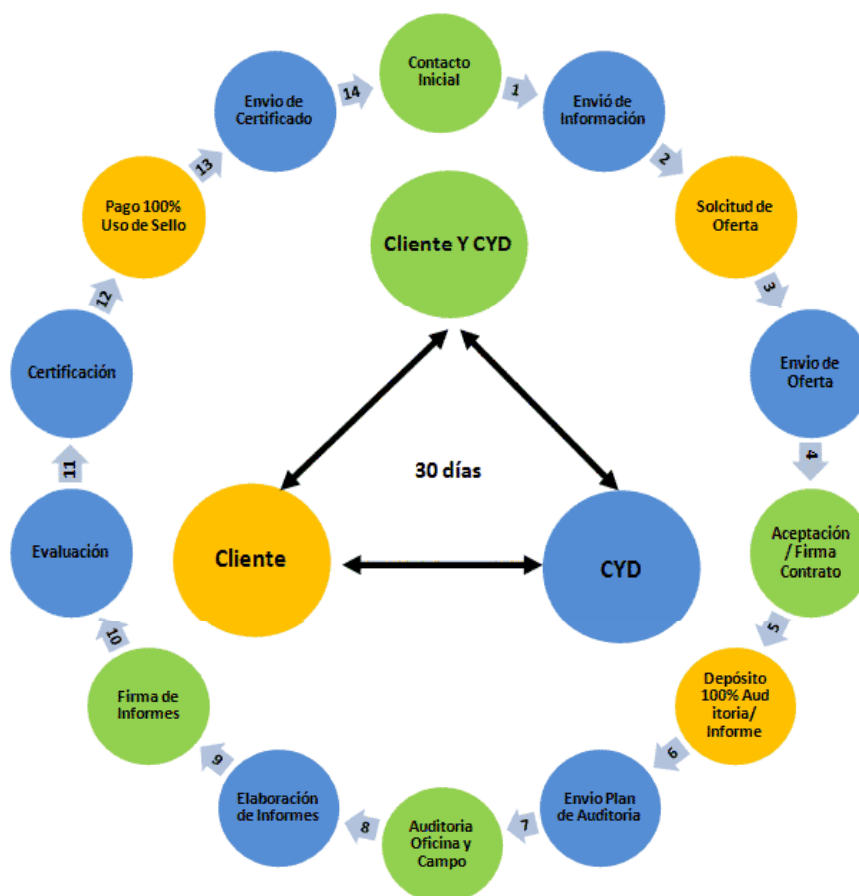 Contacto
Inicial
1
Envió de
Información
2
Solcitud de
Oferta
3
Envio de
Oferta
4
Aceptación
/ Firma
Contrato
5
Depósito
100% Aud
itoria/
Informe
6
Envio Plan
de Auditoria
7
Auditoria
Oficina y
Campo
8
Elaboración
de Informes
9
Firma de
Informes
10
Evaluación
11
Certificación
12
Pago 100%
Uso de Sello
13
Envio de
Certificado
14
Cliente Y CYD
30 días
Cliente
CYD